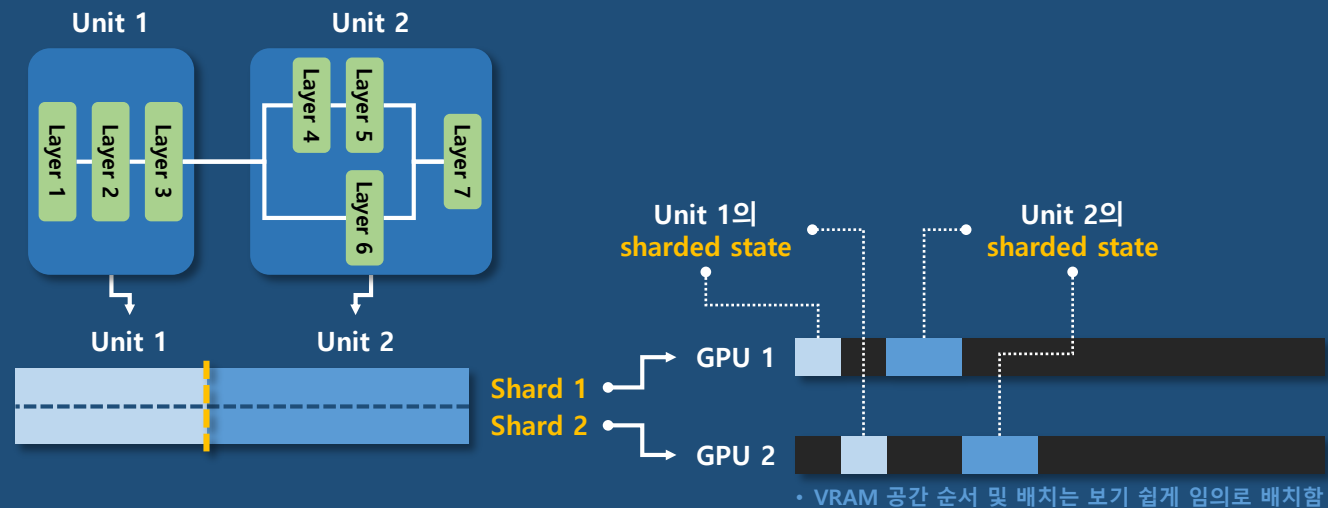 Unit 1
Unit 2
Layer 1
Layer 2
Layer 3
Layer 4
Layer 5
Layer 6
Layer 7
Unit 1
Unit 2
Shard 1
Shard 2
Unit 1의
sharded state
Unit 2의
sharded state
GPU 1
GPU 2
• VRAM 공간 순서 및 배치는 보기 쉽게 임의로 배치함